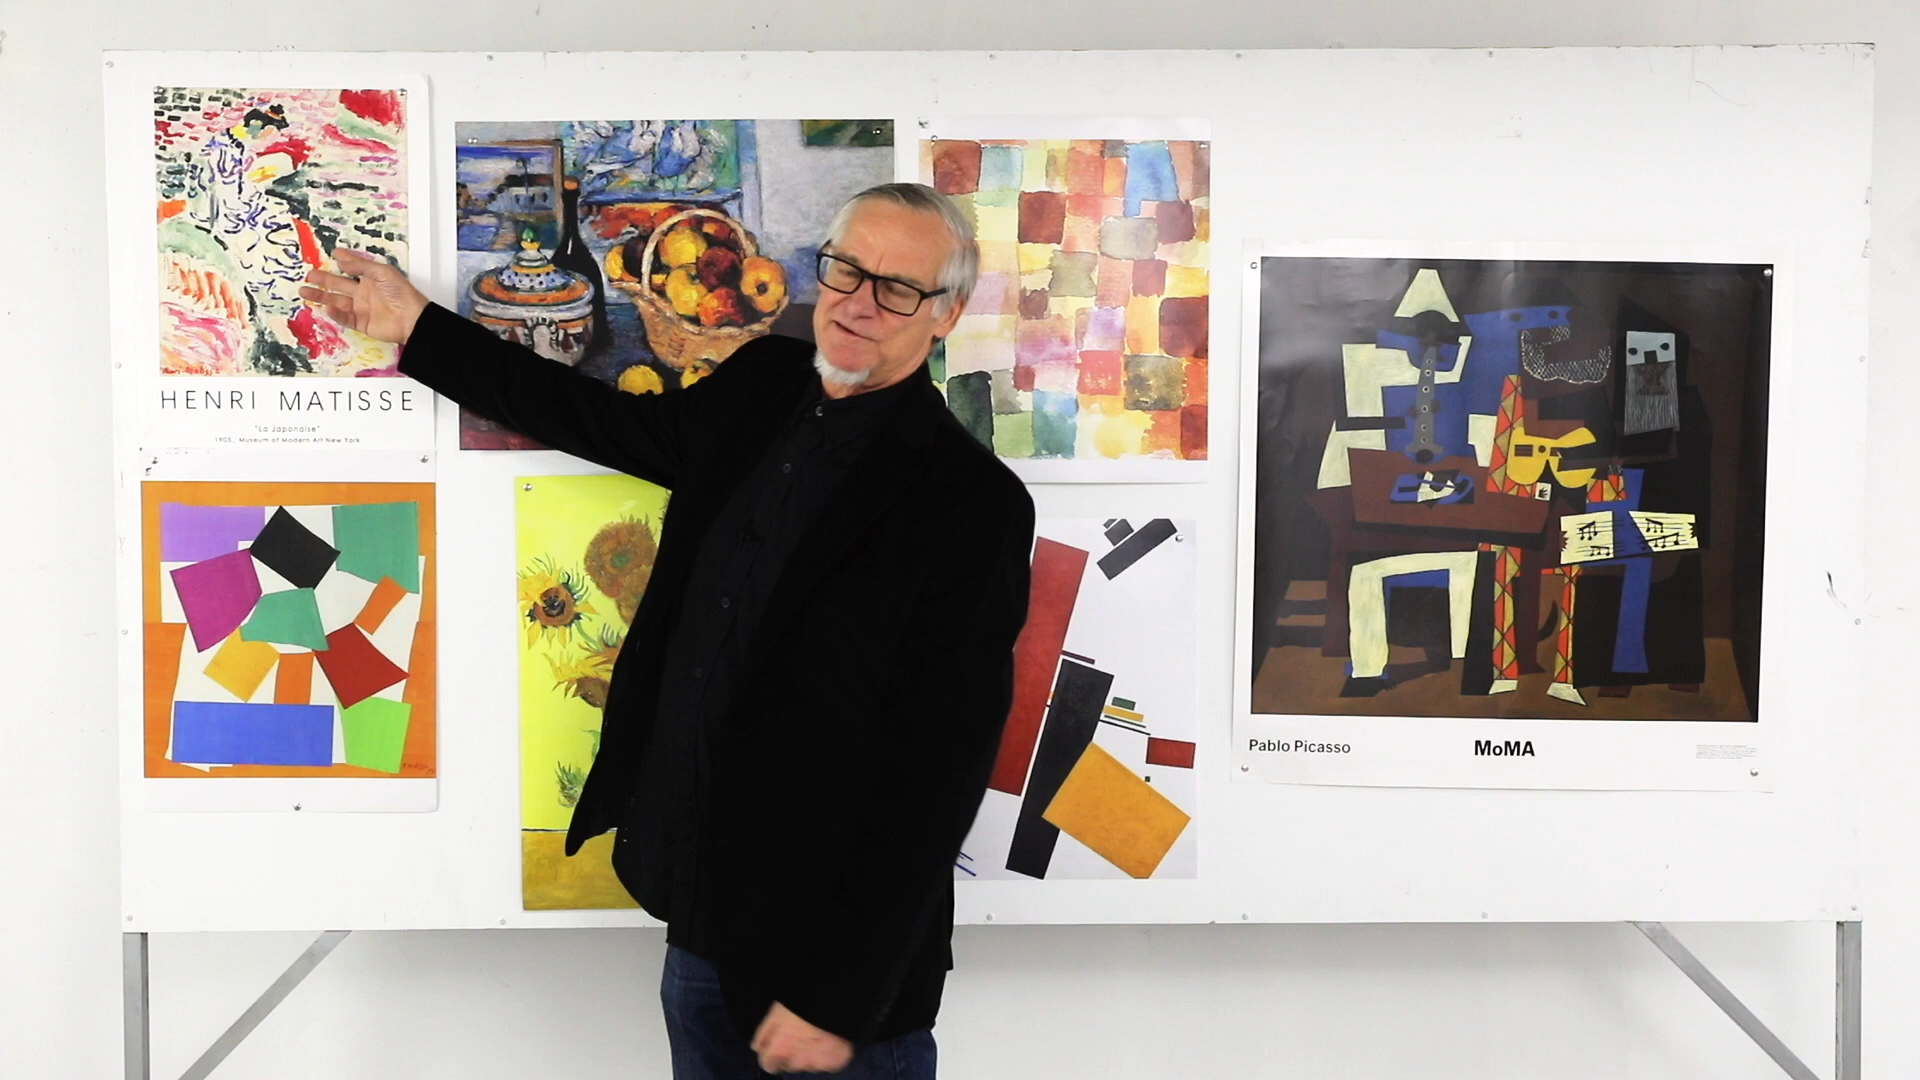 HENRI MATISSE
"La Japonaise"
1905, Museum of Modern Art New York
Pablo Picasso
MoMA